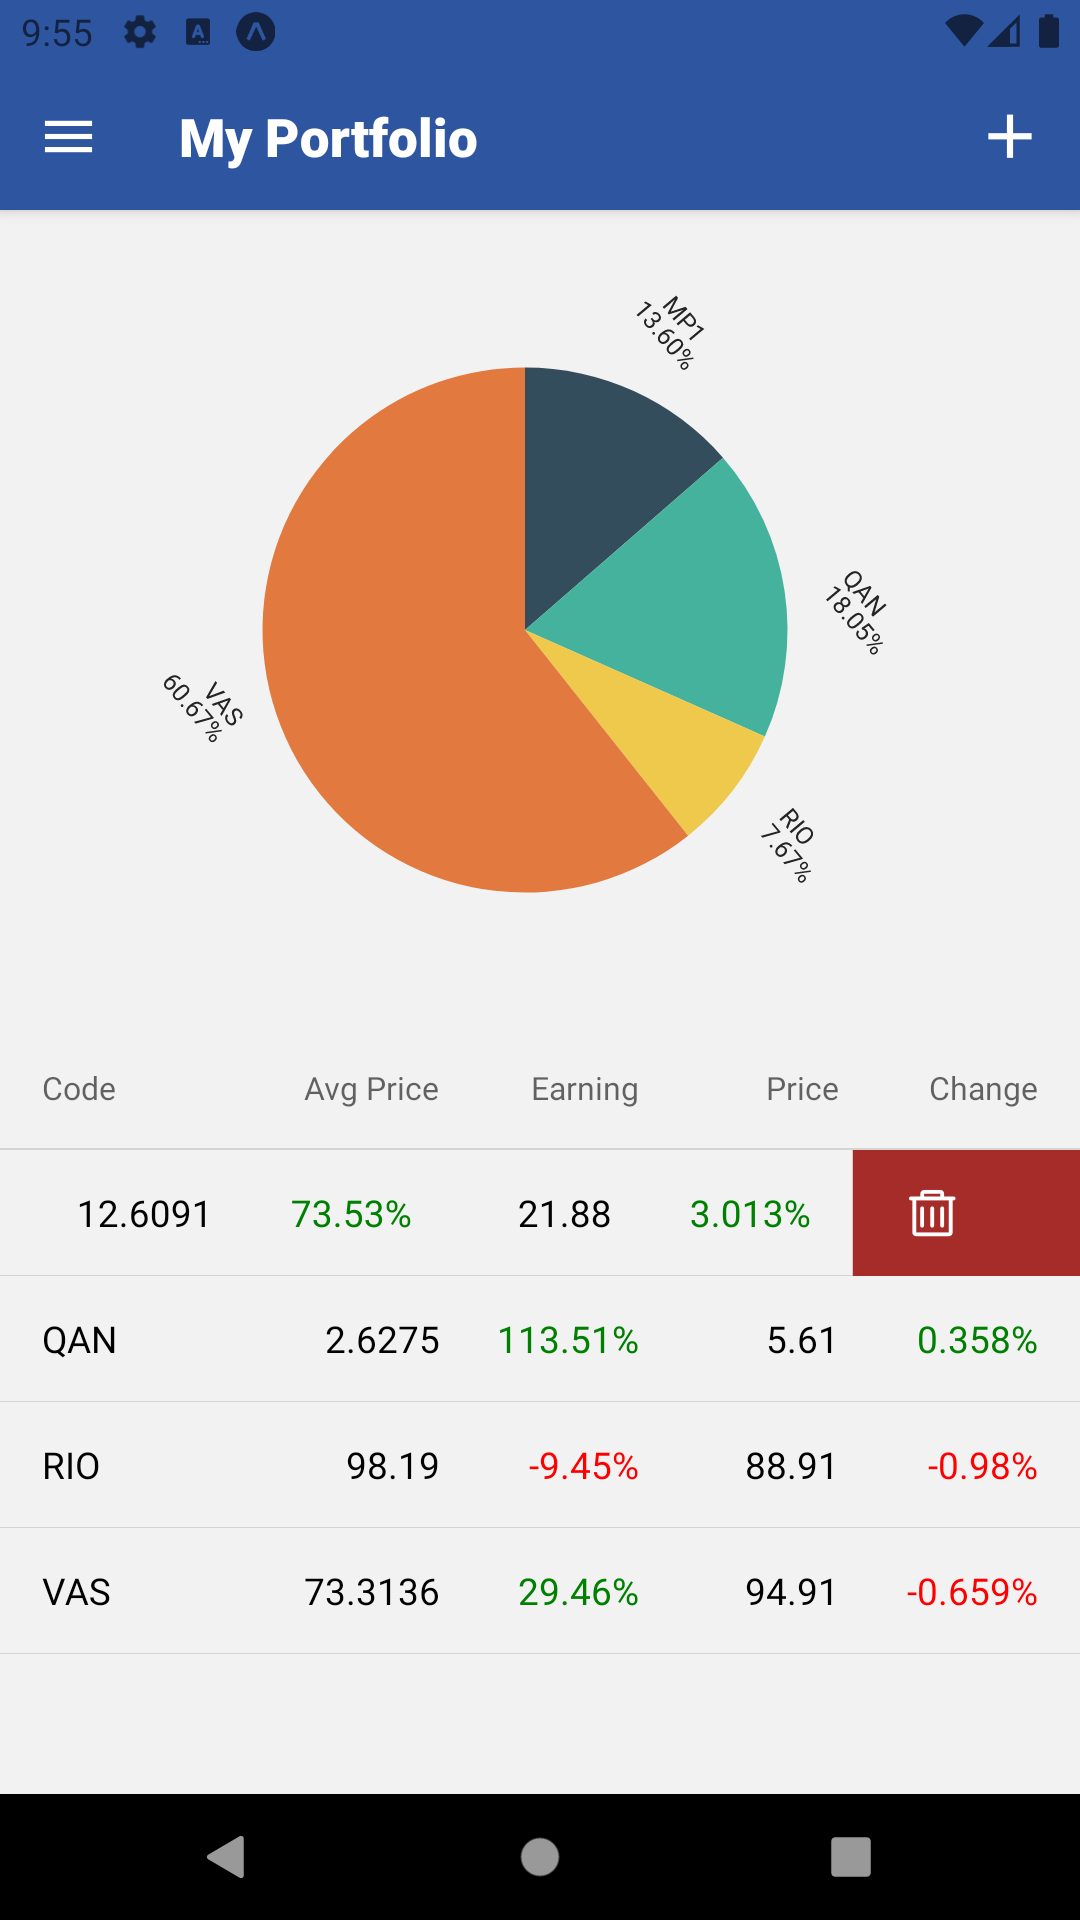 9:55
My Portfolio
MP1
13.60%
QAN
18.05%
VAS
60.67%
RIO
7.67%
Code Avg Price Earning Price Change
12.6091 73.53% 21.88 3.013%
QAN 2.6275 113.51% 5.61 0.358%
RIO 98.19 -9.45% 88.91 -0.98%
VAS 73.3136 29.46% 94.91 -0.659%